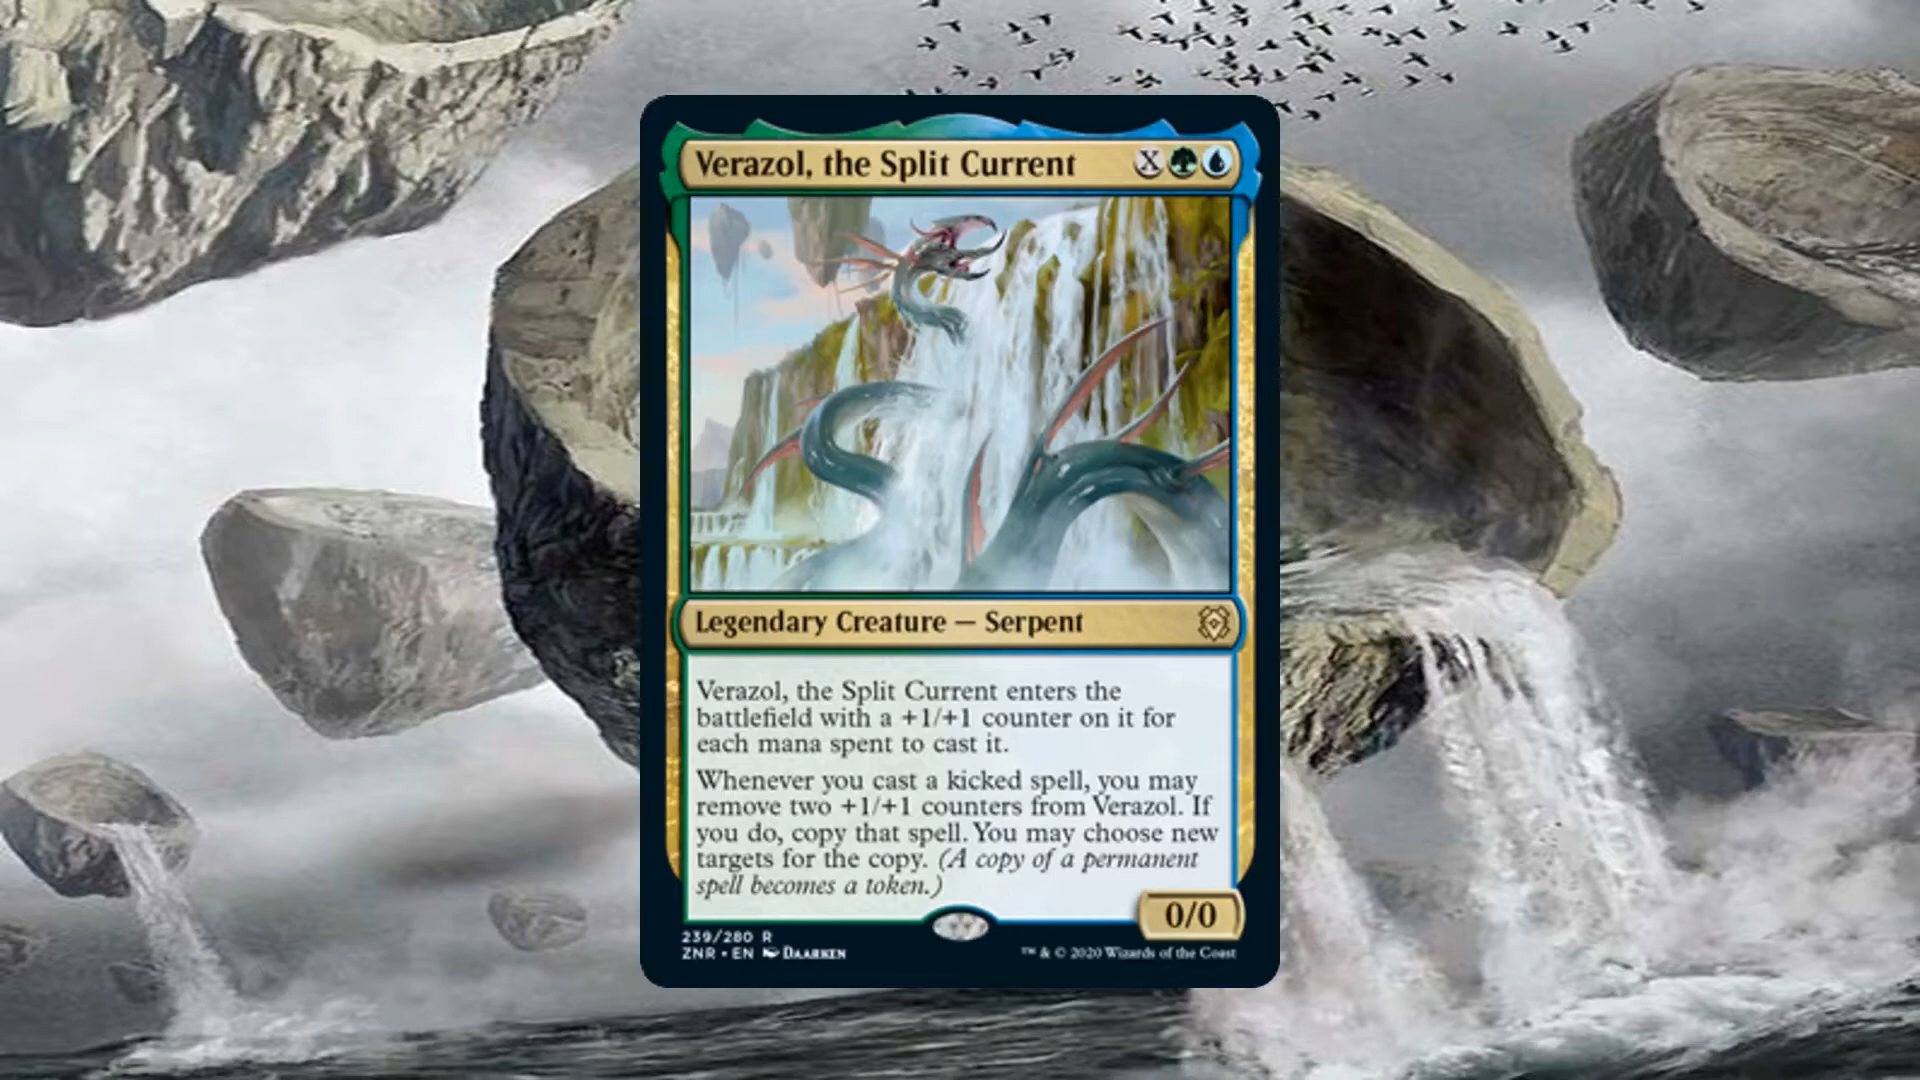 Verazol, the Split Current X
Legendary Creature — Serpent
Verazol, the Split Current enters the
battlefield with a +1/+1 counter on it for
each mana spent to cast it.
Whenever you cast a kicked spell, you may
remove two +1/+1 counters from Verazol. If
you do, copy that spell. You may choose new
targets for the copy. (A copy of a permanent
spell becomes a token.)
0/0
239/280 R
ZNR • EN Daarken
™ & © 2020 Wizards of the Coast